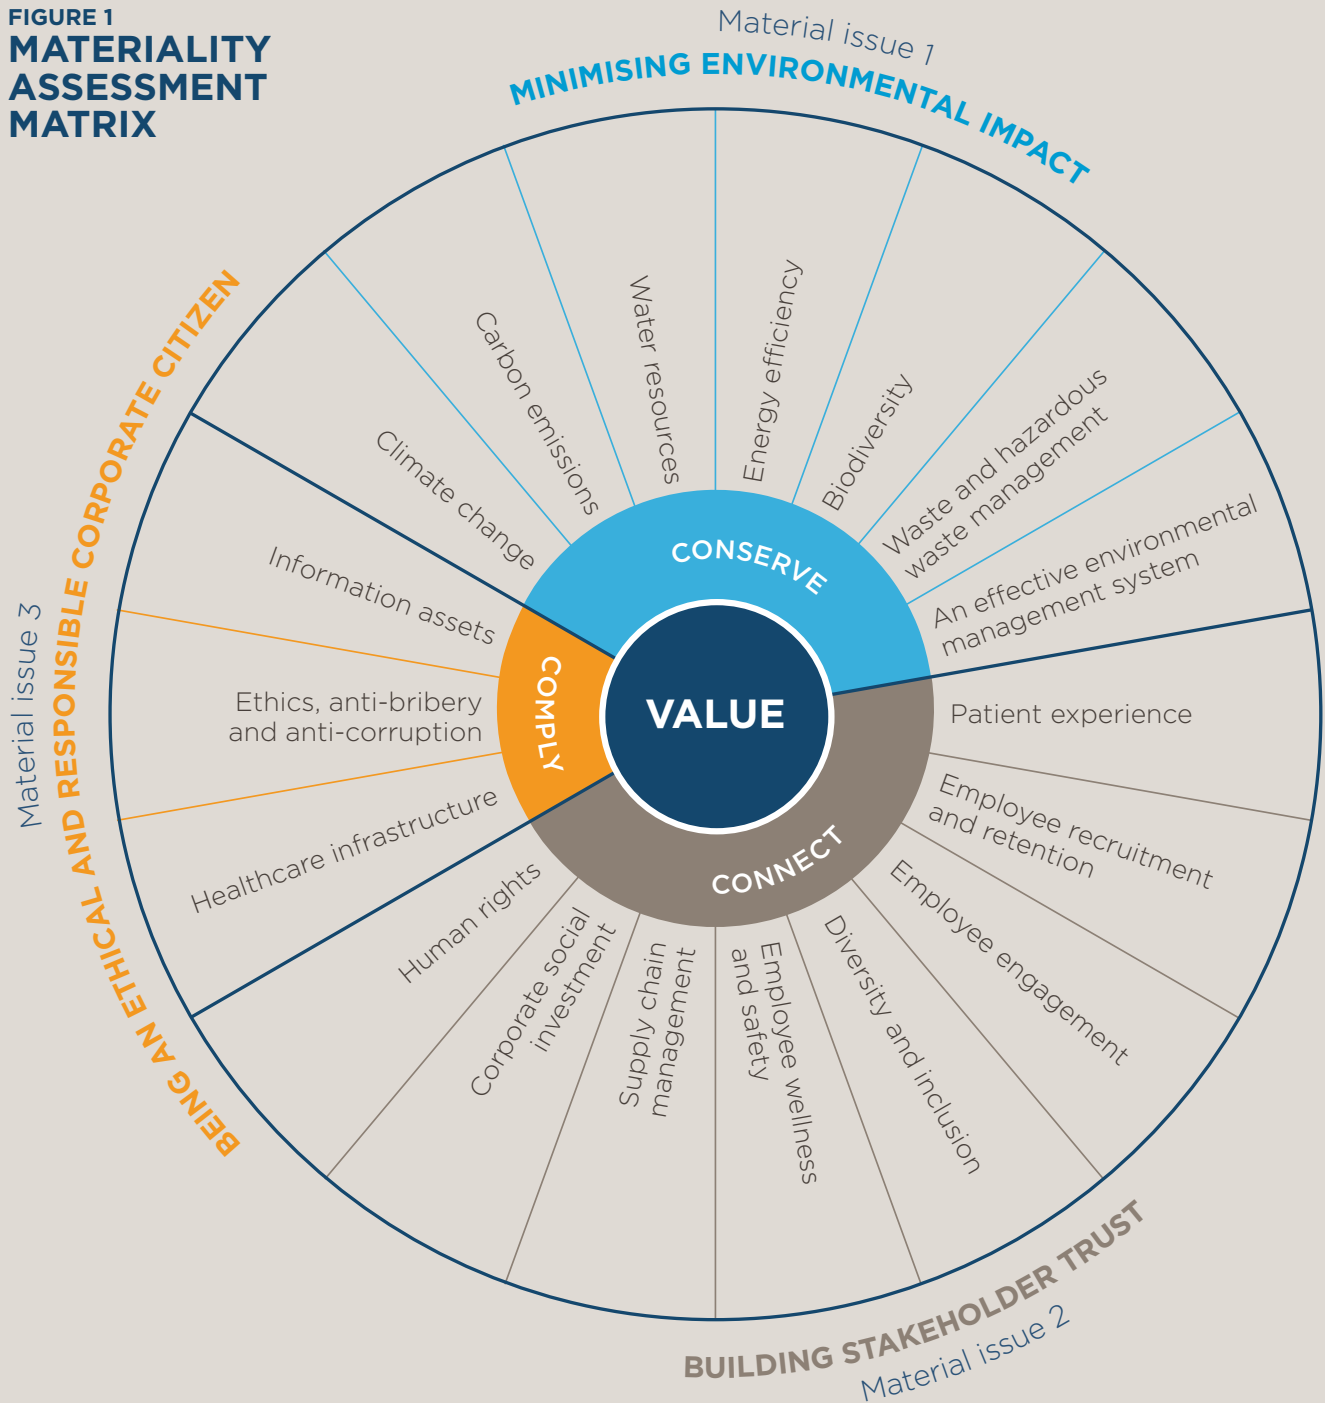 FIGURE 1
MATERIALITY
ASSESSMENT
MATRIX
Material issue 1
MINIMISING ENVIRONMENTAL IMPACT
Climate change
Carbon emissions
Water resources
Energy efficiency
Biodiversity
Waste and hazardous
waste management
An effective environmental
management system
CONSERVE
VALUE
COMPLY
CONNECT
Patient experience
Employee recruitment
and retention
Employee engagement
Diversity and inclusion
Employee wellness
and safety
Supply chain
management
Corporate social
investment
Human rights
BUILDING STAKEHOLDER TRUST
Material issue 2
Healthcare infrastructure
Ethics, anti-bribery
and anti-corruption
Information assets
BEING AN ETHICAL AND RESPONSIBLE CORPORATE CITIZEN
Material issue 3